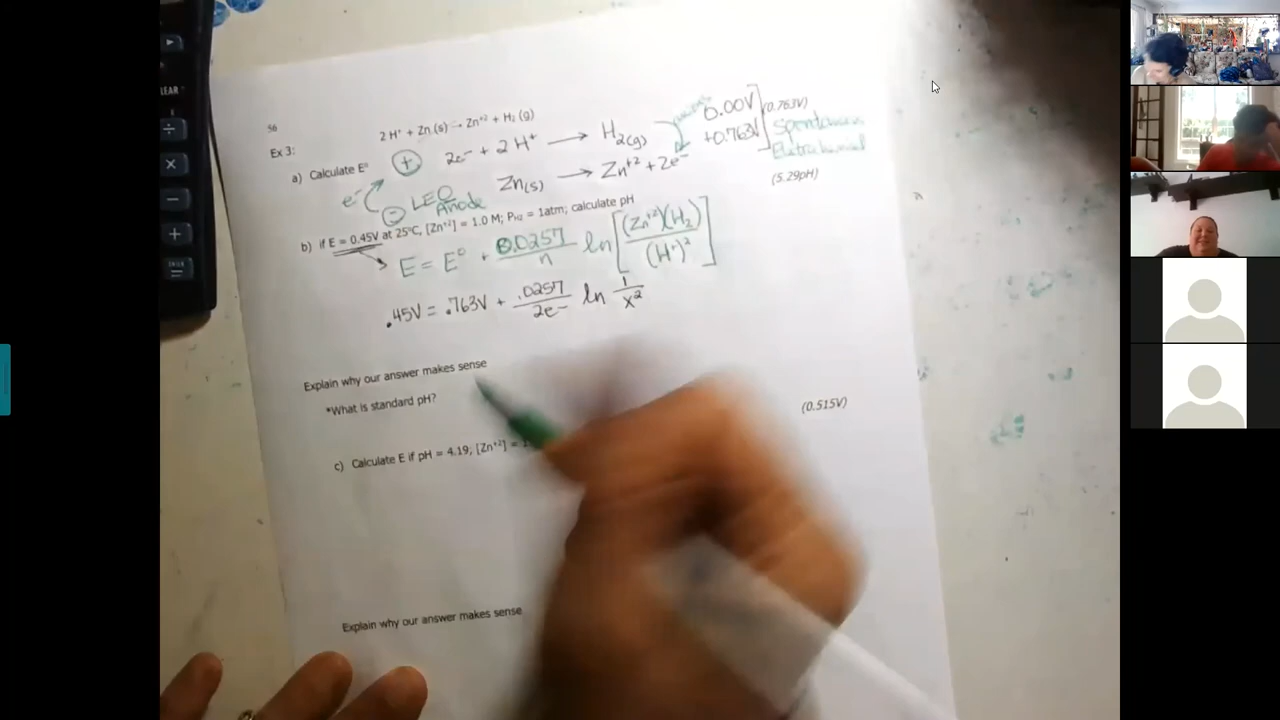 56
Ex 3:
2 H⁺ + Zn (s) → Zn⁺² + H₂ (g)
a) Calculate E°
(0.763V)
+ 2e⁻ + 2 H⁺ → H₂(g) 0.00V
Zn(s) → Zn⁺² + 2e⁻ +0.763V
Spontaneous
e⁻
− LEO
Anode
(5.29pH)
b) if E = 0.45V at 25°C, [Zn⁺²] = 1.0 M; P_H2 = 1atm; calculate pH
E = E° + 0.0257/n ln [(Zn⁺²)(H₂)/(H⁺)²]
.45V = .763V + .0257/2e⁻ ln 1/x²
Explain why our answer makes sense
*What is standard pH?
(0.515V)
c) Calculate E if pH = 4.19; [Zn⁺²] =
Explain why our answer makes sense
LEAR
÷
×
−
+
ENTER
=